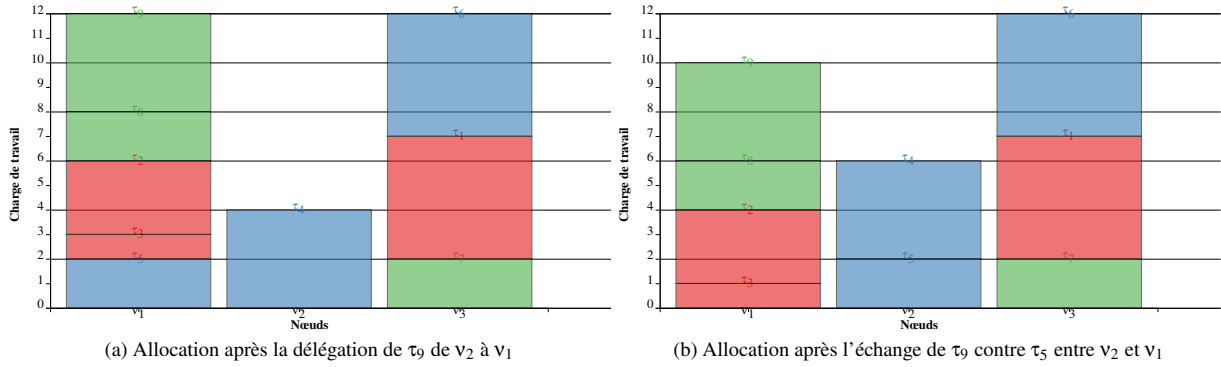 12
11
10
9
8
7
6
5
4
3
2
1
0
Charge de travail
τ9
τ8
τ2
τ3
τ5
τ4
τ6
τ1
τ7
ν1
ν2
ν3
Nœuds
(a) Allocation après la délégation de τ9 de ν2 à ν1
12
11
10
9
8
7
6
5
4
3
2
1
0
Charge de travail
τ9
τ8
τ2
τ3
τ4
τ5
τ6
τ1
τ7
ν1
ν2
ν3
Nœuds
(b) Allocation après l'échange de τ9 contre τ5 entre ν2 et ν1